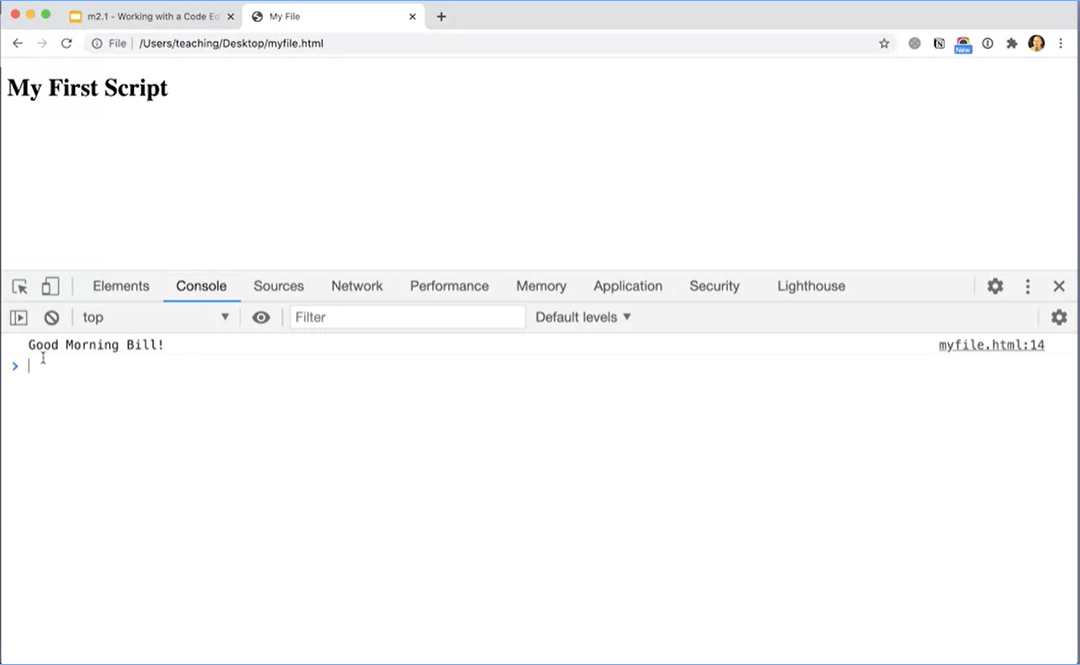 m2.1 - Working with a Code Ed
My File
File /Users/teaching/Desktop/myfile.html
New
My First Script
Elements Console Sources Network Performance Memory Application Security Lighthouse
top Filter Default levels
Good Morning Bill! myfile.html:14